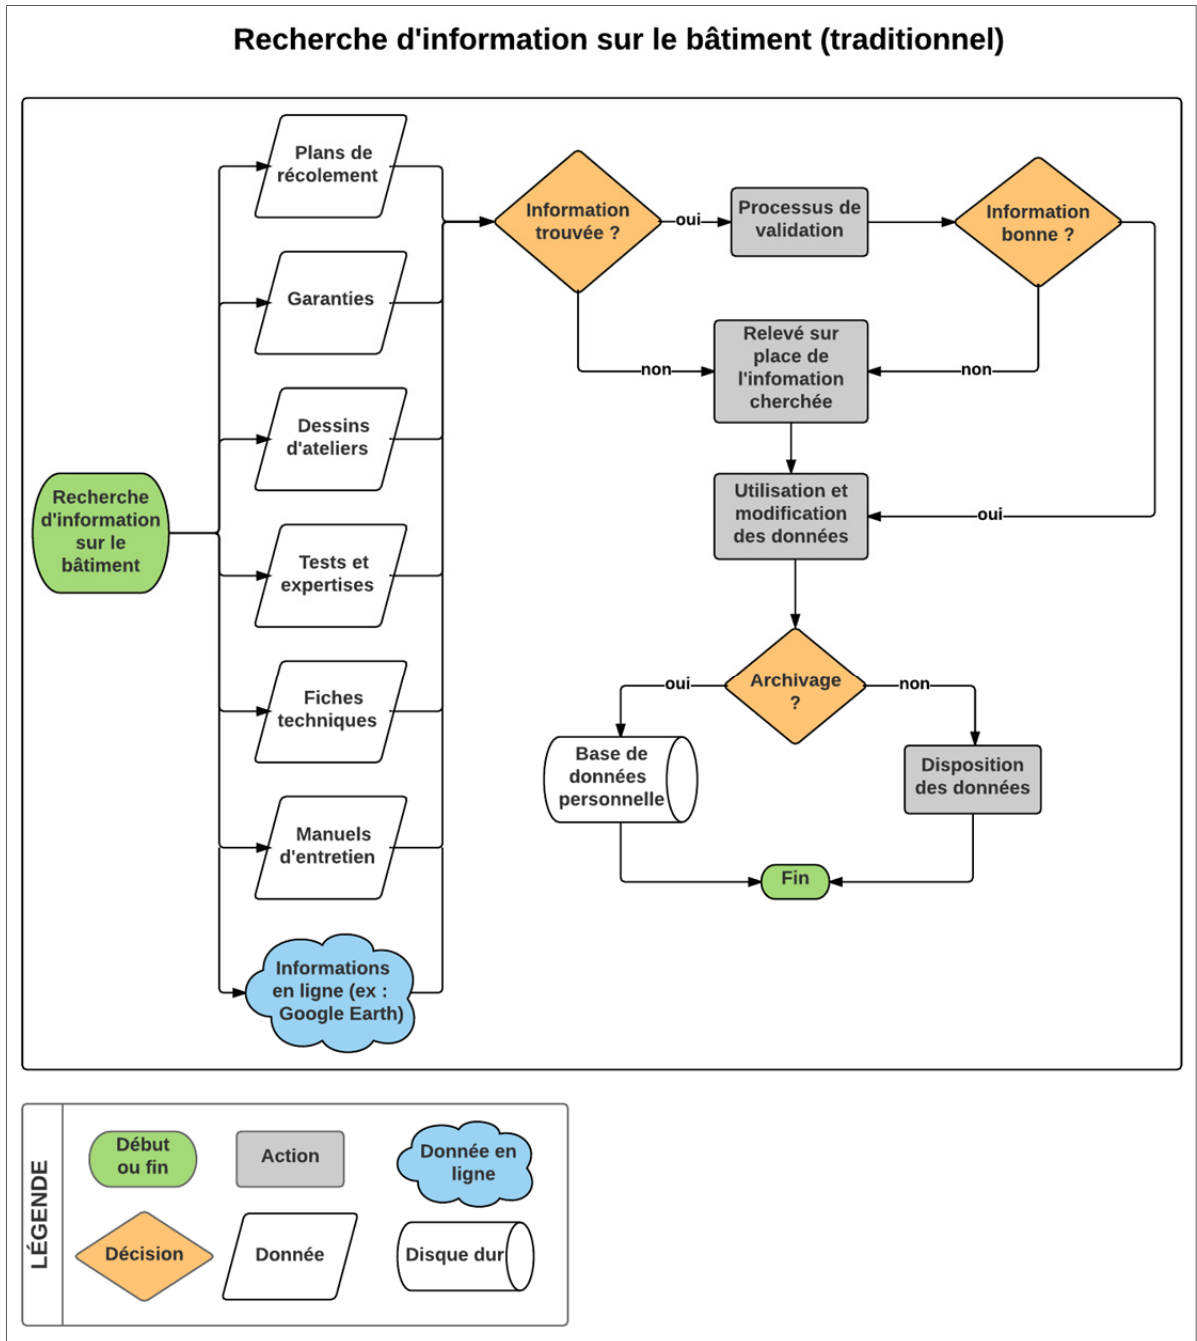 Recherche d'information sur le bâtiment (traditionnel)
Recherche
d'information
sur le
bâtiment
Plans de
récolement
Garanties
Dessins
d'ateliers
Tests et
expertises
Fiches
techniques
Manuels
d'entretien
Informations
en ligne (ex :
Google Earth)
Information
trouvée ?
oui
Processus de
validation
Information
bonne ?
non
Relevé sur
place de
l'infomation
cherchée
non
Utilisation et
modification
des données
oui
Archivage
?
oui
non
Base de
données
personnelle
Disposition
des données
Fin
LÉGENDE
Début
ou fin
Action
Donnée en
ligne
Décision
Donnée
Disque dur